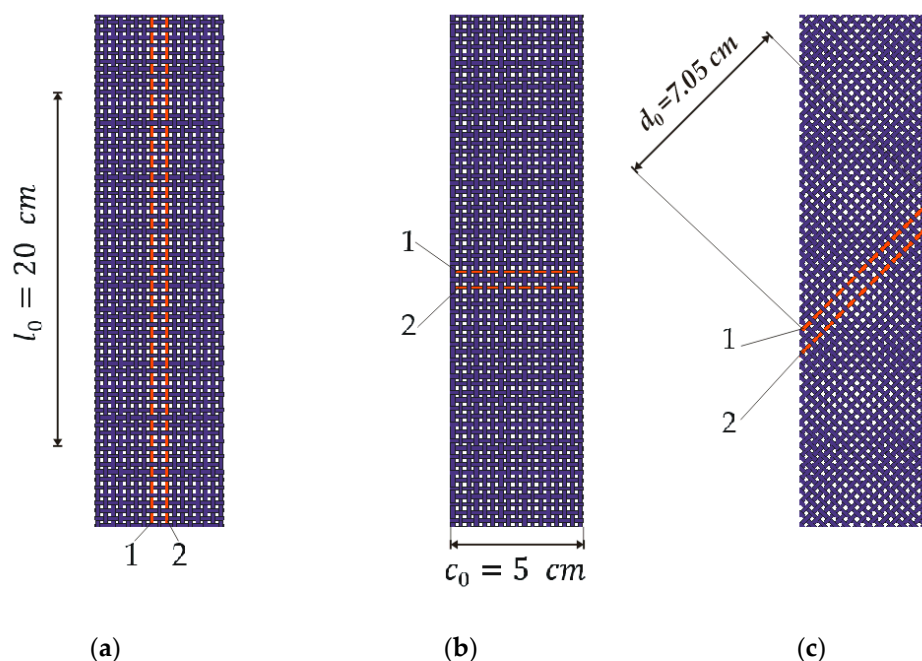 l₀ = 20 cm
1 2
1
2
c₀ = 5 cm
d₀=7.05 cm
1
2
(a) (b) (c)